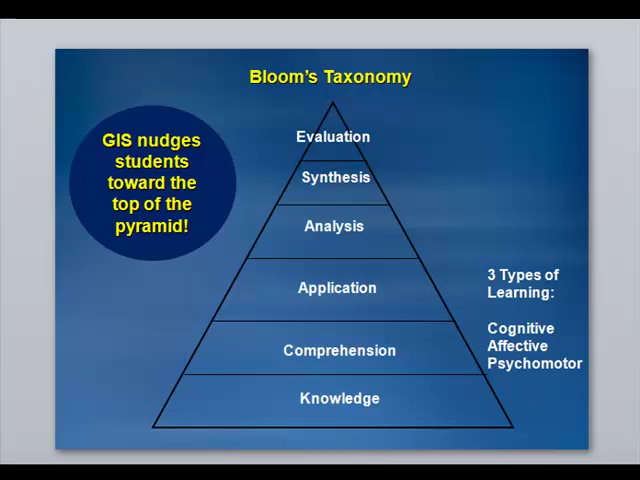 Bloom's Taxonomy
GIS nudges
students
toward the
top of the
pyramid!
Evaluation
Synthesis
Analysis
Application
Comprehension
Knowledge
3 Types of
Learning:
Cognitive
Affective
Psychomotor